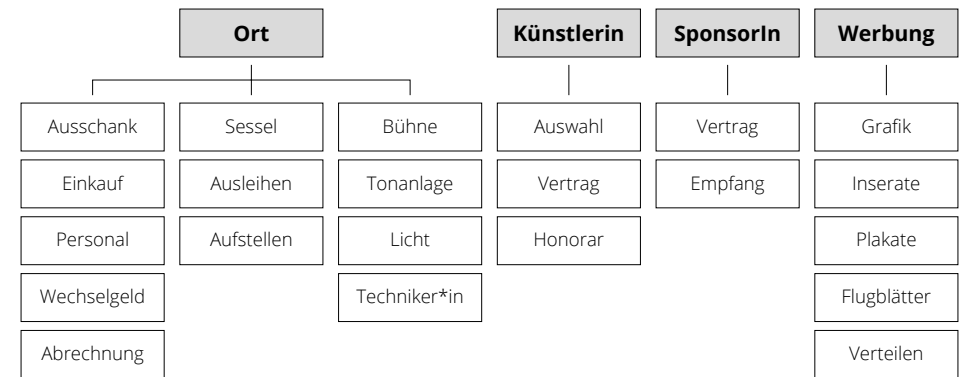 Ort
Künstlerin
SponsorIn
Werbung
Ausschank
Sessel
Bühne
Auswahl
Vertrag
Grafik
Einkauf
Ausleihen
Tonanlage
Vertrag
Empfang
Inserate
Personal
Aufstellen
Licht
Honorar
Plakate
Wechselgeld
Techniker*in
Flugblätter
Abrechnung
Verteilen